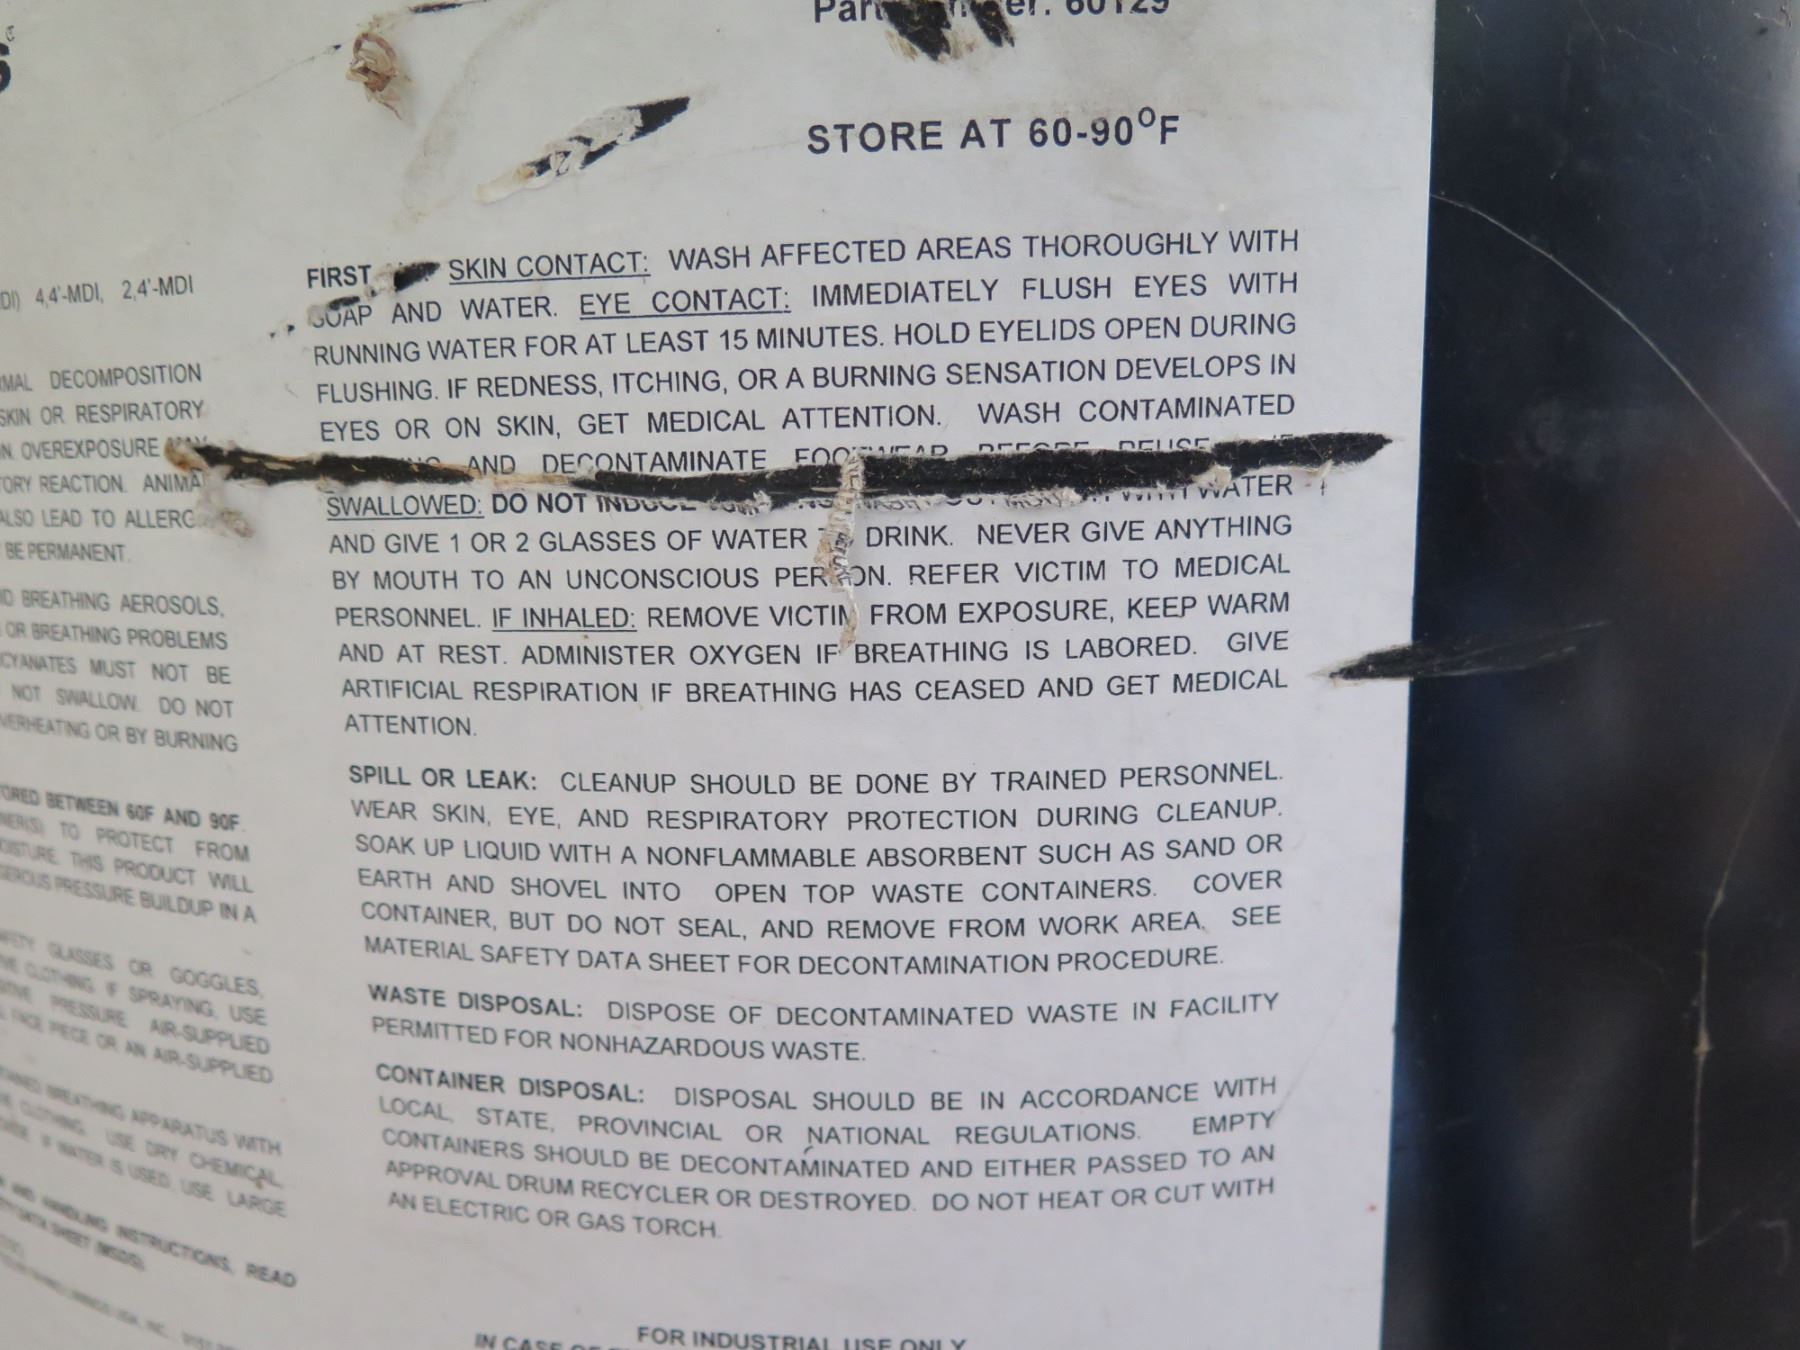 STORE AT 60-90°F
4,4'-MDI, 2,4'-MDI
DECOMPOSITION
SKIN OR RESPIRATORY
OVEREXPOSURE
REACTION. ANIMA
ALSO LEAD TO ALLERG
BE PERMANENT.
BREATHING AEROSOLS,
OR BREATHING PROBLEMS
MUST NOT BE
NOT SWALLOW. DO NOT
OR BY BURNING
BETWEEN 60F AND 90F.
TO PROTECT FROM
THIS PRODUCT WILL
PRESSURE BUILDUP IN A
GLASSES OR GOGGLES,
CLOTHING IF SPRAYING, USE
PRESSURE AIR-SUPPLIED
FACE PIECE OR AN AIR-SUPPLIED
BREATHING APPARATUS WITH
CLOTHING. USE DRY CHEMICAL,
IF WATER IS USED, USE LARGE
AND HANDLING INSTRUCTIONS, READ
FIRST SKIN CONTACT: WASH AFFECTED AREAS THOROUGHLY WITH
SOAP AND WATER. EYE CONTACT: IMMEDIATELY FLUSH EYES WITH
RUNNING WATER FOR AT LEAST 15 MINUTES. HOLD EYELIDS OPEN DURING
FLUSHING. IF REDNESS, ITCHING, OR A BURNING SENSATION DEVELOPS IN
EYES OR ON SKIN, GET MEDICAL ATTENTION. WASH CONTAMINATED
AND DECONTAMINATE FOOTWEAR BEFORE REUSE.
SWALLOWED: DO NOT INDUCE WATER
AND GIVE 1 OR 2 GLASSES OF WATER DRINK. NEVER GIVE ANYTHING
BY MOUTH TO AN UNCONSCIOUS PERSON. REFER VICTIM TO MEDICAL
PERSONNEL. IF INHALED: REMOVE VICTIM FROM EXPOSURE, KEEP WARM
AND AT REST. ADMINISTER OXYGEN IF BREATHING IS LABORED. GIVE
ARTIFICIAL RESPIRATION IF BREATHING HAS CEASED AND GET MEDICAL
ATTENTION.
SPILL OR LEAK: CLEANUP SHOULD BE DONE BY TRAINED PERSONNEL.
WEAR SKIN, EYE, AND RESPIRATORY PROTECTION DURING CLEANUP.
SOAK UP LIQUID WITH A NONFLAMMABLE ABSORBENT SUCH AS SAND OR
EARTH AND SHOVEL INTO OPEN TOP WASTE CONTAINERS. COVER
CONTAINER, BUT DO NOT SEAL, AND REMOVE FROM WORK AREA. SEE
MATERIAL SAFETY DATA SHEET FOR DECONTAMINATION PROCEDURE.
WASTE DISPOSAL: DISPOSE OF DECONTAMINATED WASTE IN FACILITY
PERMITTED FOR NONHAZARDOUS WASTE.
CONTAINER DISPOSAL: DISPOSAL SHOULD BE IN ACCORDANCE WITH
LOCAL, STATE, PROVINCIAL OR NATIONAL REGULATIONS. EMPTY
CONTAINERS SHOULD BE DECONTAMINATED AND EITHER PASSED TO AN
APPROVAL DRUM RECYCLER OR DESTROYED. DO NOT HEAT OR CUT WITH
AN ELECTRIC OR GAS TORCH.
FOR INDUSTRIAL USE ONLY
IN CASE OF